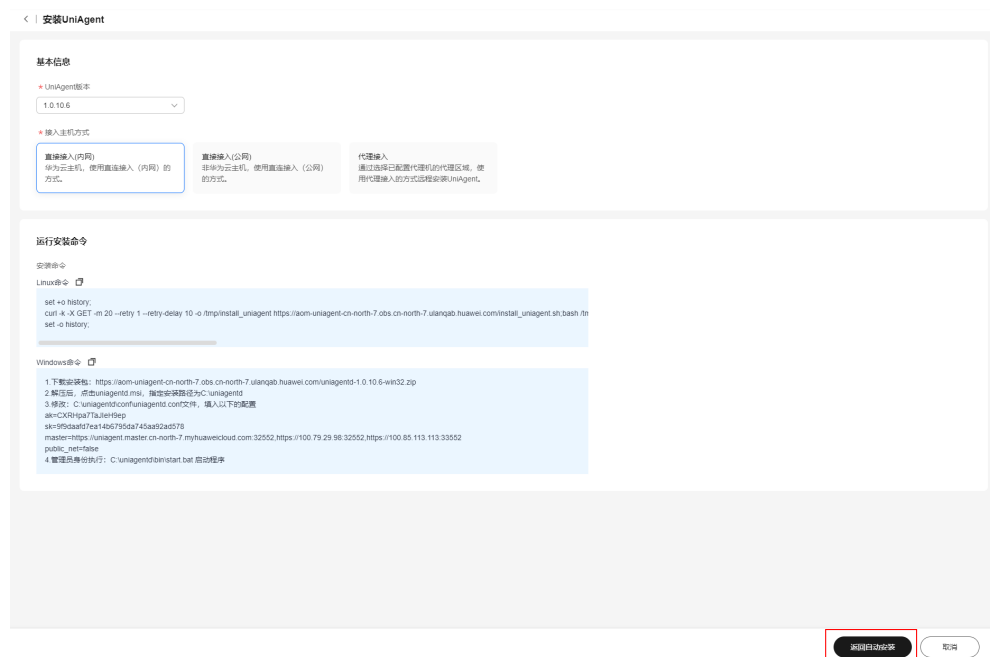 安装UniAgent
基本信息
* UniAgent版本
1.0.10.6
* 接入主机方式
直接接入(内网)
华为云主机，使用直连接入（内网）的
方式。
直接接入(公网)
非华为云主机，使用直连接入（公网）
的方式。
代理接入
通过选择已配置代理机的代理区域，使
用代理接入的方式远程安装UniAgent。
运行安装命令
安装命令
Linux命令
set +o history;
curl -k -X GET -m 20 --retry 1 --retry-delay 10 -o /tmp/install_uniagent https://aom-uniagent-cn-north-7.obs.cn-north-7.ulanqab.huawei.com/install_uniagent.sh;bash /tm
set -o history;
Windows命令
1.下载安装包：https://aom-uniagent-cn-north-7.obs.cn-north-7.ulanqab.huawei.com/uniagentd-1.0.10.6-win32.zip
2.解压后，点击uniagentd.msi，指定安装路径为C:\uniagentd
3.修改：C:\uniagentd\conf\uniagentd.conf文件，填入以下的配置
ak=CXRHpa7TaJIeH9ep
sk=9f9daafd7ea14b6795da745aa92ad578
master=https://uniagent.master.cn-north-7.myhuaweicloud.com:32552,https://100.79.29.98:32552,https://100.85.113.113:33552
public_net=false
4.管理员身份执行：C:\uniagentd\bin\start.bat 启动程序
返回自动安装
取消